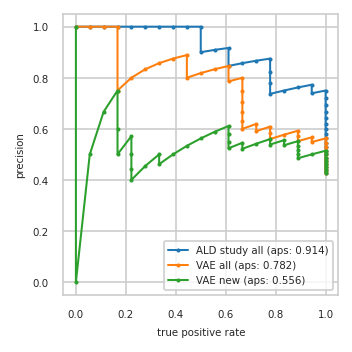 1.0
0.8
0.6
0.4
0.2
0.0
precision
ALD study all (aps: 0.914)
VAE all (aps: 0.782)
VAE new (aps: 0.556)
0.0 0.2 0.4 0.6 0.8 1.0
true positive rate